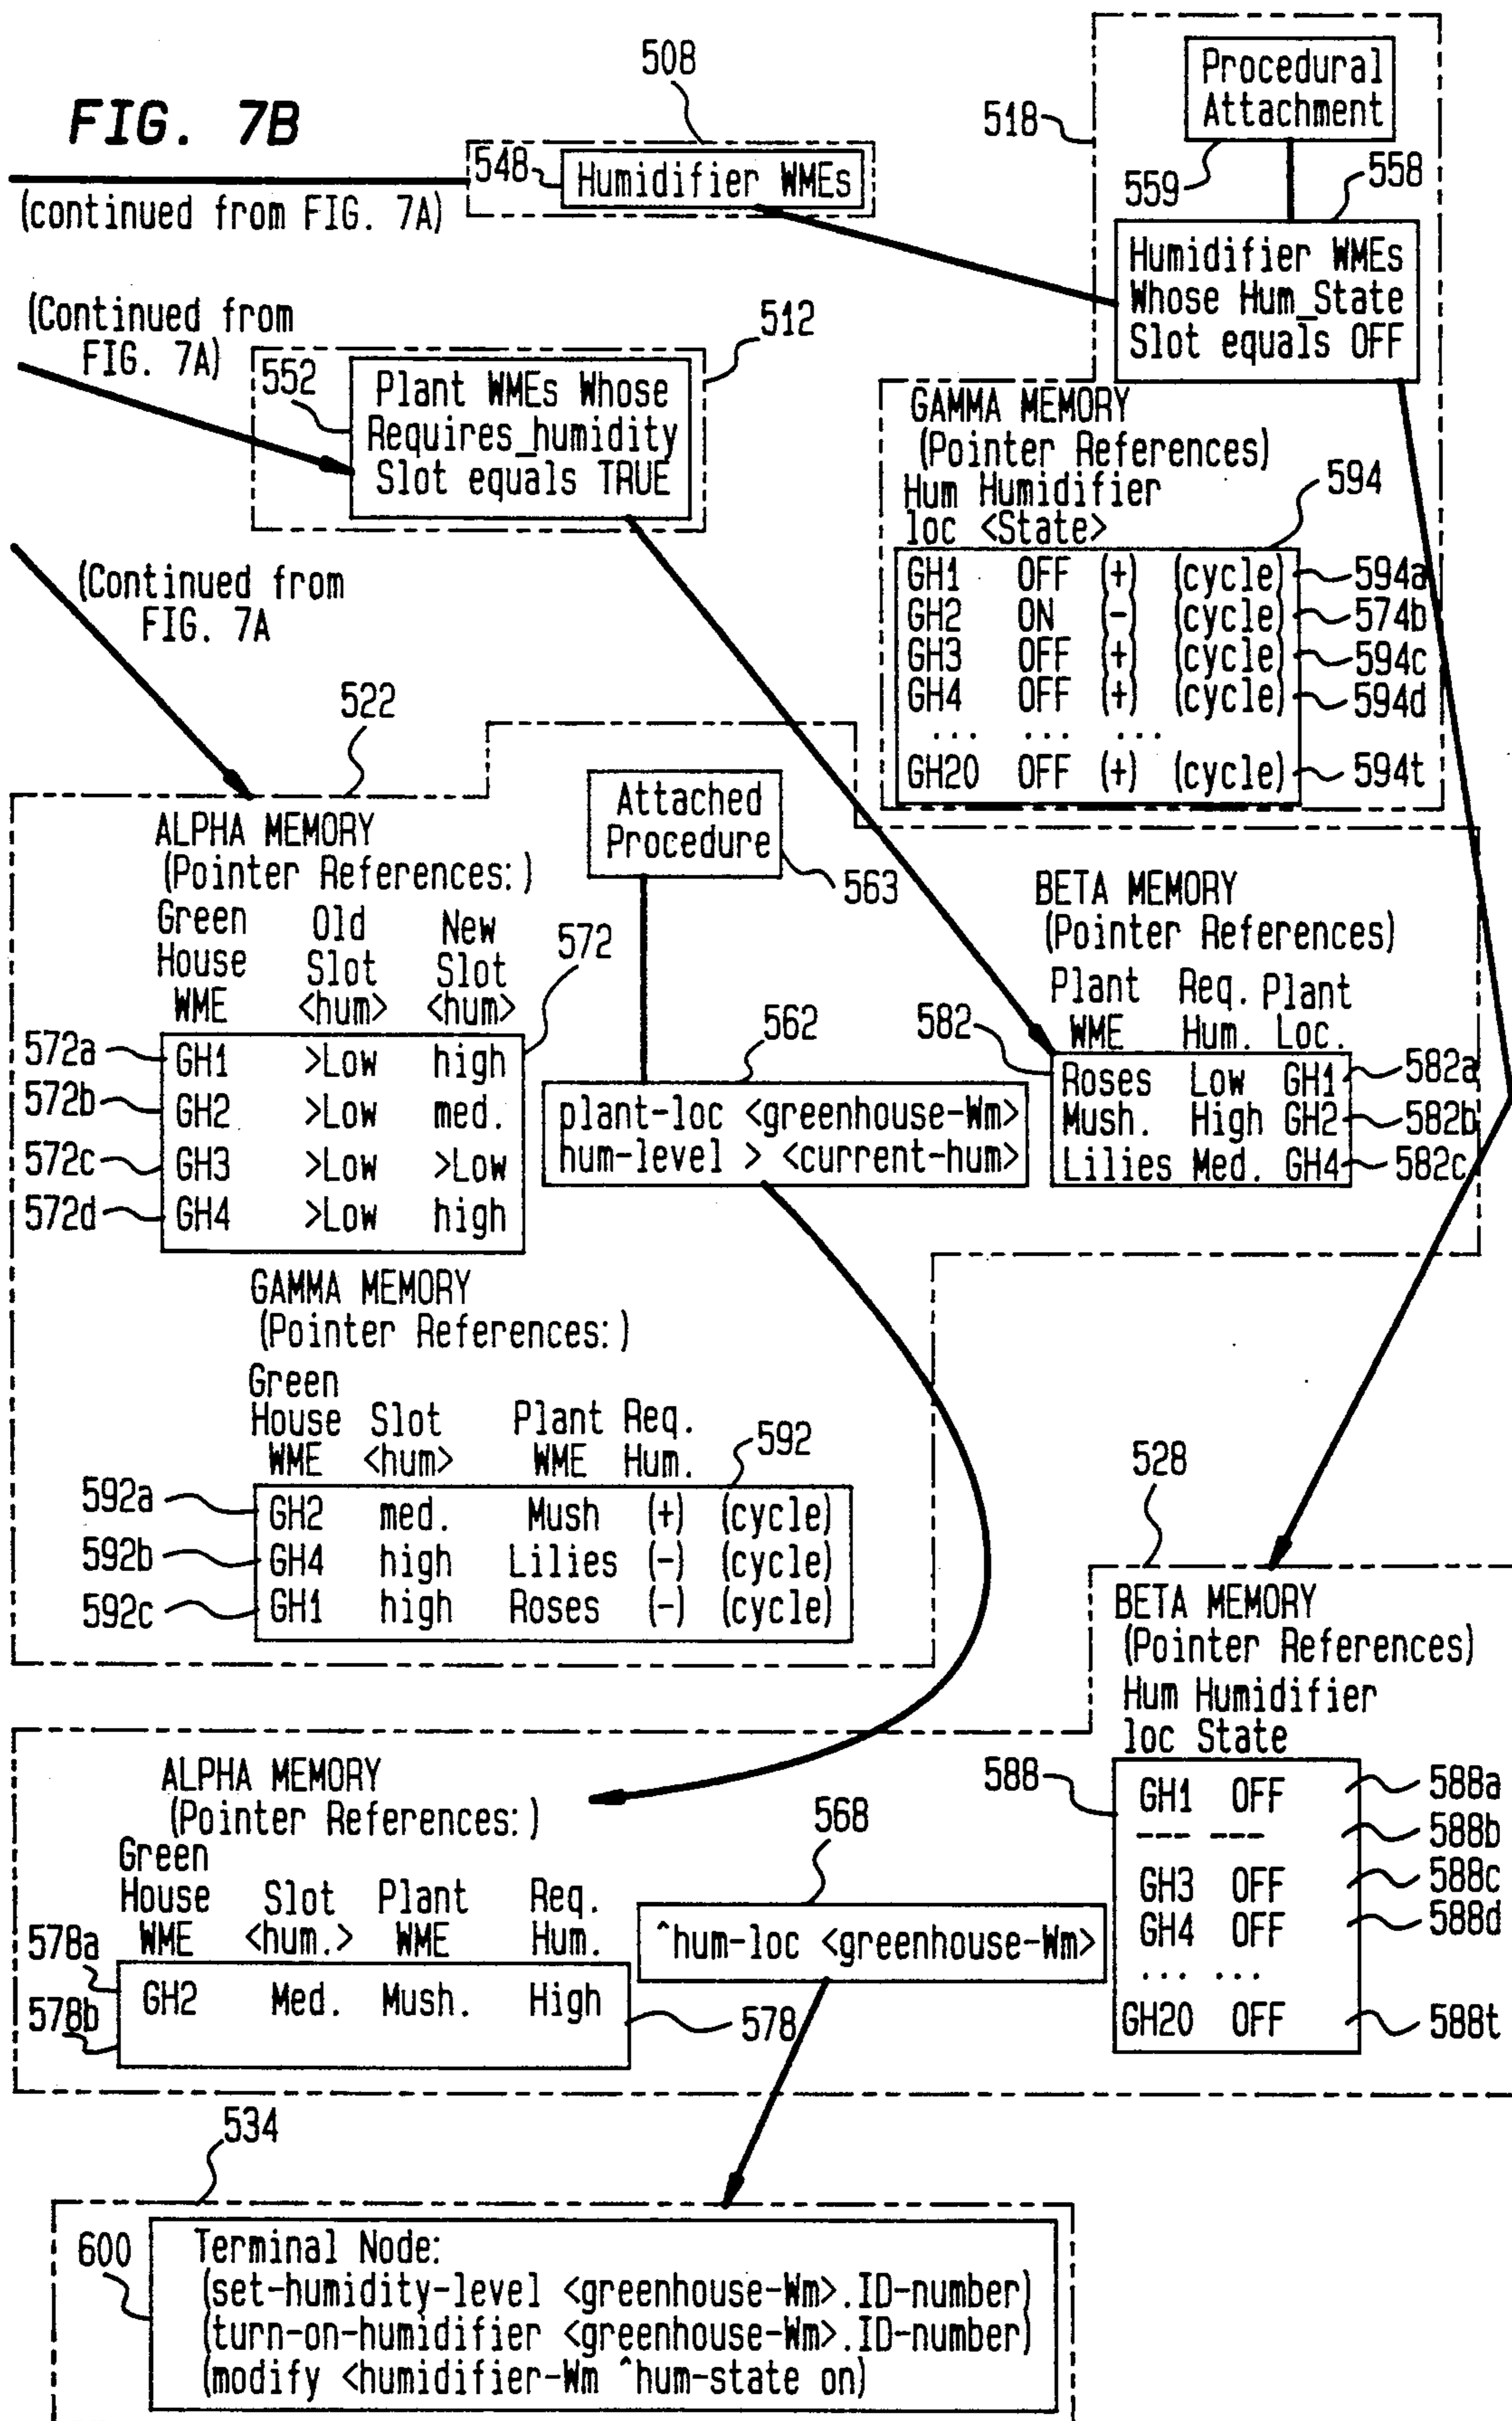 FIG. 7B
508
548
Humidifier WMEs
(continued from FIG. 7A)
518
Procedural
Attachment
559
558
Humidifier WMEs
Whose Hum_State
Slot equals OFF
(Continued from
FIG. 7A)
512
552
Plant WMEs Whose
Requires_humidity
Slot equals TRUE
GAMMA MEMORY
(Pointer References)
Hum Humidifier
loc <State>
594
GH1 OFF (+) (cycle) 594a
GH2 ON (-) (cycle) 574b
GH3 OFF (+) (cycle) 594c
GH4 OFF (+) (cycle) 594d
... ... ...
GH20 OFF (+) (cycle) 594t
(Continued from
FIG. 7A
522
ALPHA MEMORY
(Pointer References:)
Green Old New
House Slot Slot
WME <hum> <hum>
572
572a GH1 >Low high
572b GH2 >Low med.
572c GH3 >Low >Low
572d GH4 >Low high
Attached
Procedure
563
562
plant-loc <greenhouse-Wm>
hum-level > <current-hum>
BETA MEMORY
(Pointer References)
Plant Req. Plant
WME Hum. Loc.
582
Roses Low GH1 582a
Mush. High GH2 582b
Lilies Med. GH4 582c
GAMMA MEMORY
(Pointer References:)
Green
House Slot Plant Req.
WME <hum> WME Hum.
592
592a GH2 med. Mush (+) (cycle)
592b GH4 high Lilies (-) (cycle)
592c GH1 high Roses (-) (cycle)
528
BETA MEMORY
(Pointer References)
Hum Humidifier
loc State
588
GH1 OFF 588a
--- --- 588b
GH3 OFF 588c
GH4 OFF 588d
... ...
GH20 OFF 588t
ALPHA MEMORY
(Pointer References:)
Green
House Slot Plant Req.
WME <hum.> WME Hum.
578a
GH2 Med. Mush. High
578b
578
568
^hum-loc <greenhouse-Wm>
534
600
Terminal Node:
(set-humidity-level <greenhouse-Wm>.ID-number)
(turn-on-humidifier <greenhouse-Wm>.ID-number)
(modify <humidifier-Wm ^hum-state on)